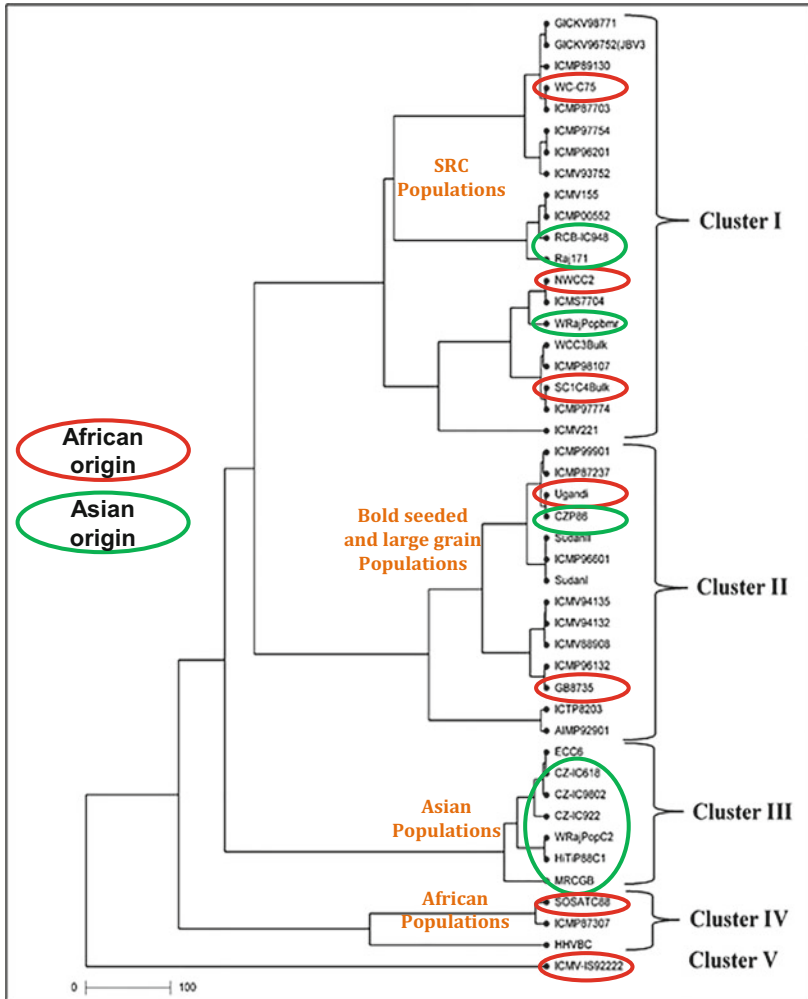 GICKV98771
GICKV96752(JBV3
ICMP89130
WC-C75
ICMP87703
ICMP97754
ICMP96201
ICMV93752
SRC
Populations
ICMV155
ICMP00552
RCB-IC948
Raj171
Cluster I
NWCC2
ICMS7704
WRajPopbmr
WCC3Bulk
ICMP98107
SC1C4Bulk
ICMP97774
ICMV221
African
origin
Asian
origin
ICMP99901
ICMP87237
Ugandi
CZP86
SudanII
ICMP96601
SudanI
Bold seeded
and large grain
Populations
ICMV94135
ICMV94132
ICMV88908
ICMP96132
GB8735
ICTP8203
AIMP92901
Cluster II
ECC6
CZ-IC618
CZ-IC9802
CZ-IC922
WRajPopC2
HiTiP88C1
MRCGB
Asian
Populations
Cluster III
SOSATC88
ICMP87307
HHVBC
African
Populations
Cluster IV
Cluster V
ICMV-IS92222
0 100